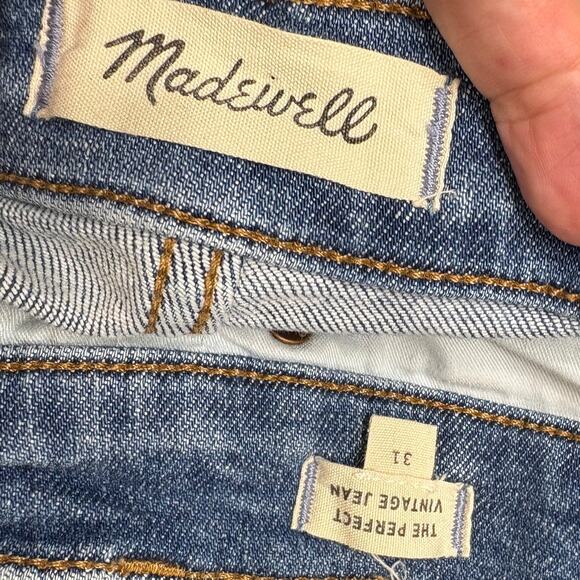 Madewell
31
THE PERFECT
VINTAGE JEAN